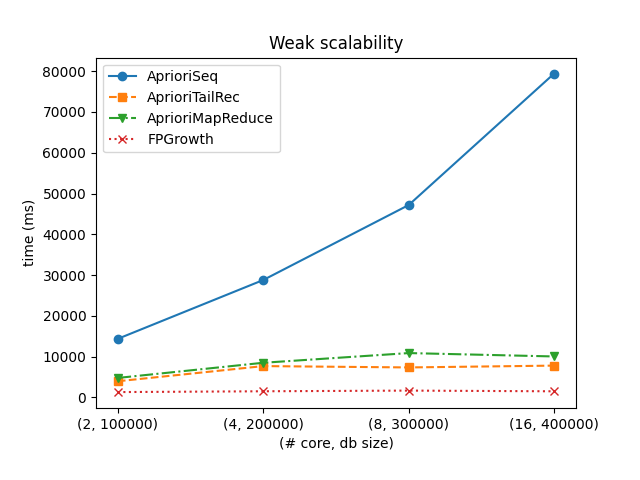 Weak scalability
AprioriSeq
AprioriTailRec
AprioriMapReduce
FPGrowth
80000
70000
60000
50000
40000
30000
20000
10000
0
time (ms)
(2, 100000) (4, 200000) (8, 300000) (16, 400000)
(# core, db size)